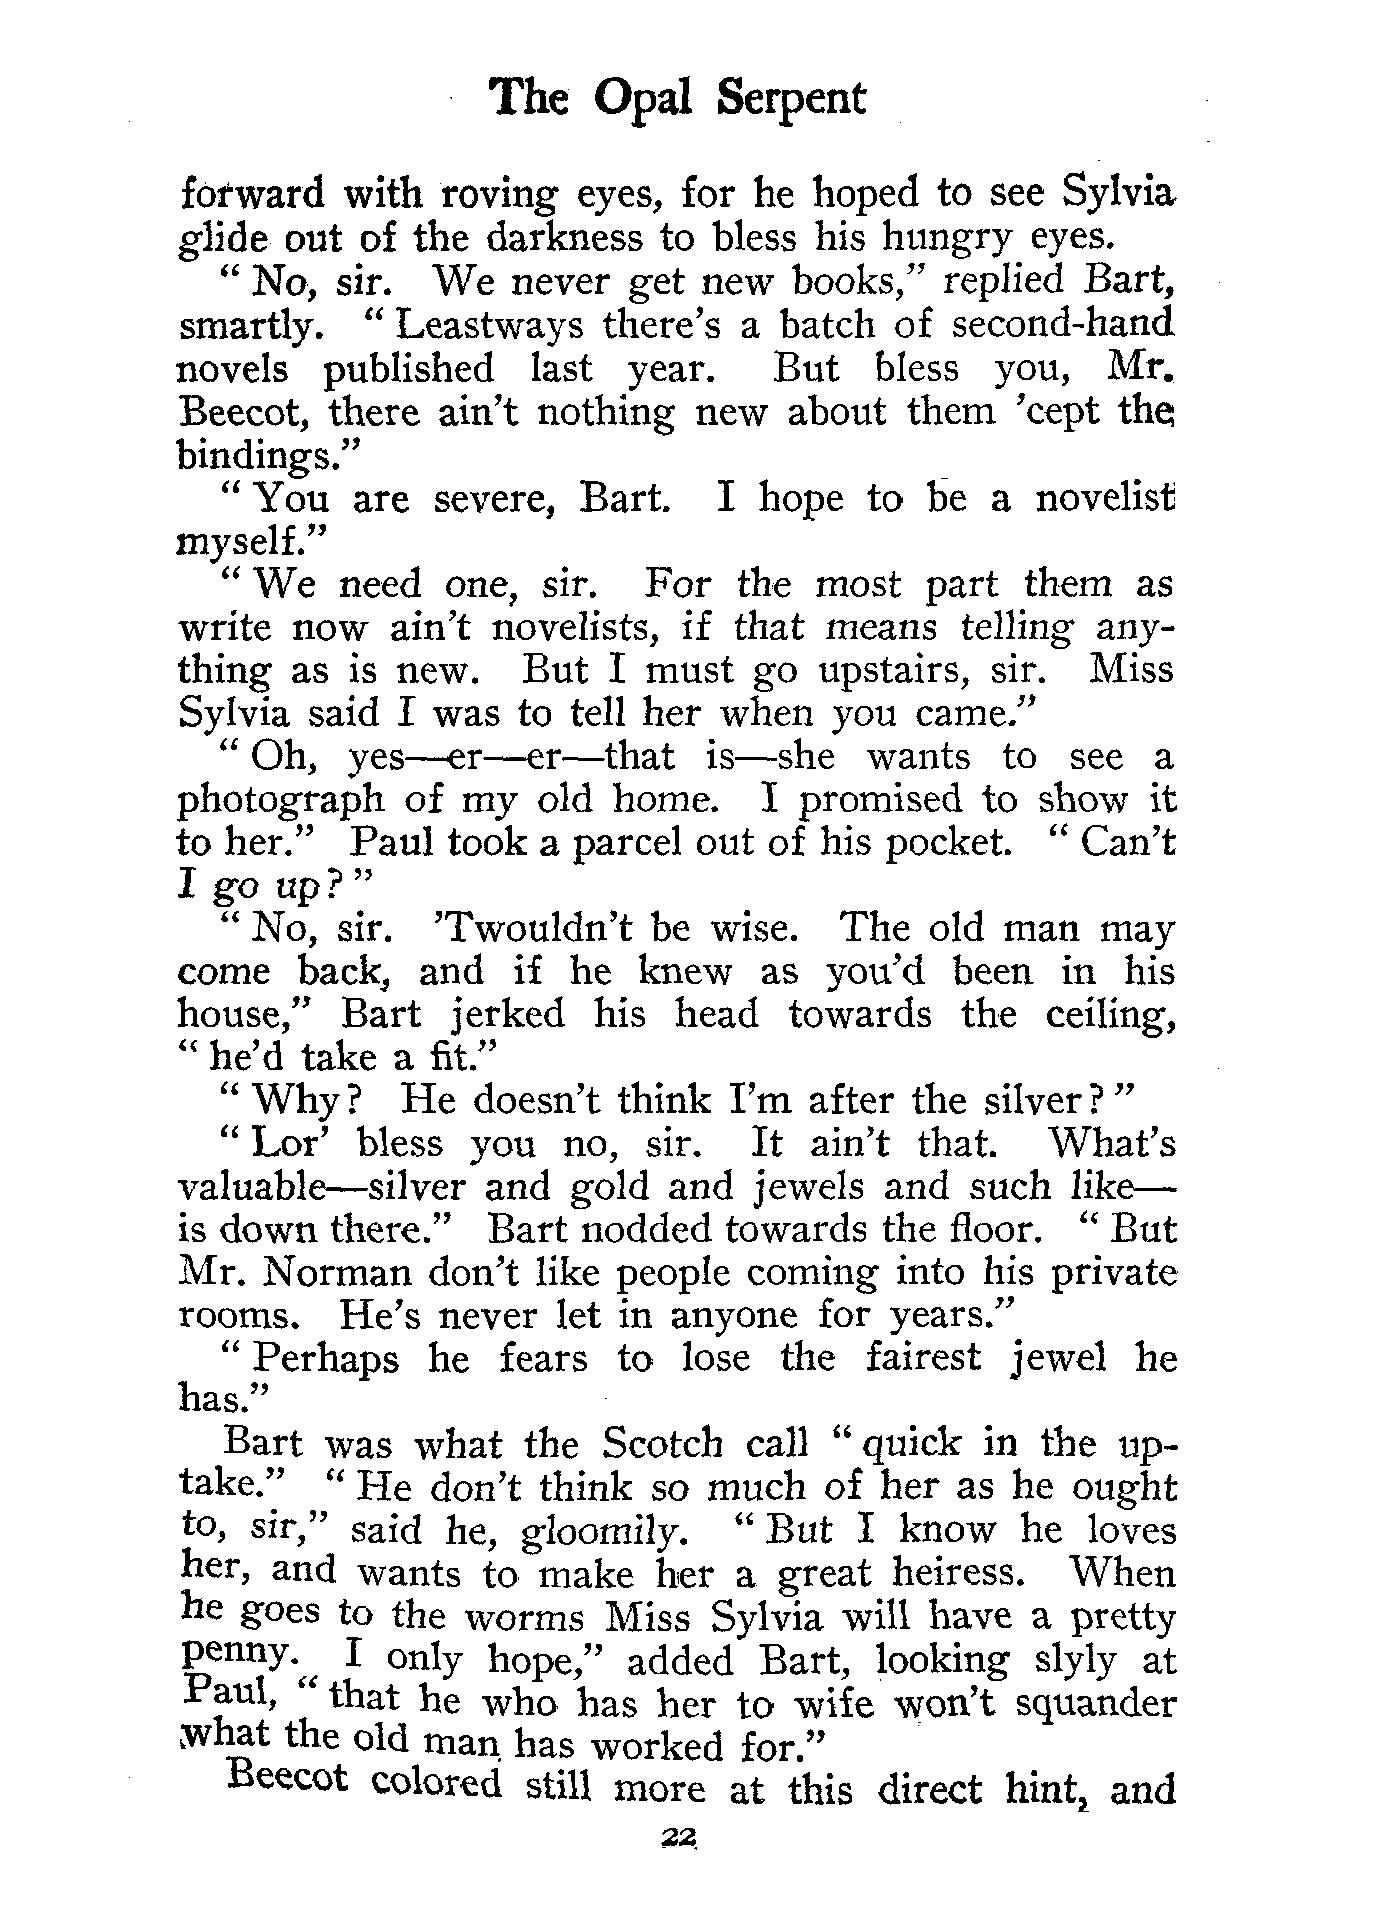 The Opal Serpent
forward with roving eyes, for he hoped to see Sylvia
glide out of the darkness to bless his hungry eyes.
“ No, sir. We never get new books,” replied Bart,
smartly. “ Leastways there’s a batch of second-hand
novels published last year. But bless you, Mr.
Beecot, there ain’t nothing new about them ’cept the
bindings.”
“ You are severe, Bart. I hope to be a novelist
myself.”
“ We need one, sir. For the most part them as
write now ain’t novelists, if that means telling any-
thing as is new. But I must go upstairs, sir. Miss
Sylvia said I was to tell her when you came.”
“ Oh, yes—er—er—that is—she wants to see a
photograph of my old home. I promised to show it
to her.” Paul took a parcel out of his pocket. “ Can’t
I go up? ”
“ No, sir. ’Twouldn’t be wise. The old man may
come back, and if he knew as you’d been in his
house,” Bart jerked his head towards the ceiling,
“ he’d take a fit.”
“ Why? He doesn’t think I’m after the silver? ”
“ Lor’ bless you no, sir. It ain’t that. What’s
valuable—silver and gold and jewels and such like—
is down there.” Bart nodded towards the floor. “ But
Mr. Norman don’t like people coming into his private
rooms. He’s never let in anyone for years.”
“ Perhaps he fears to lose the fairest jewel he
has.”
Bart was what the Scotch call “ quick in the up-
take.” “ He don’t think so much of her as he ought
to, sir,” said he, gloomily. “ But I know he loves
her, and wants to make her a great heiress. When
he goes to the worms Miss Sylvia will have a pretty
penny. I only hope,” added Bart, looking slyly at
Paul, “ that he who has her to wife won’t squander
what the old man has worked for.”
Beecot colored still more at this direct hint, and
22